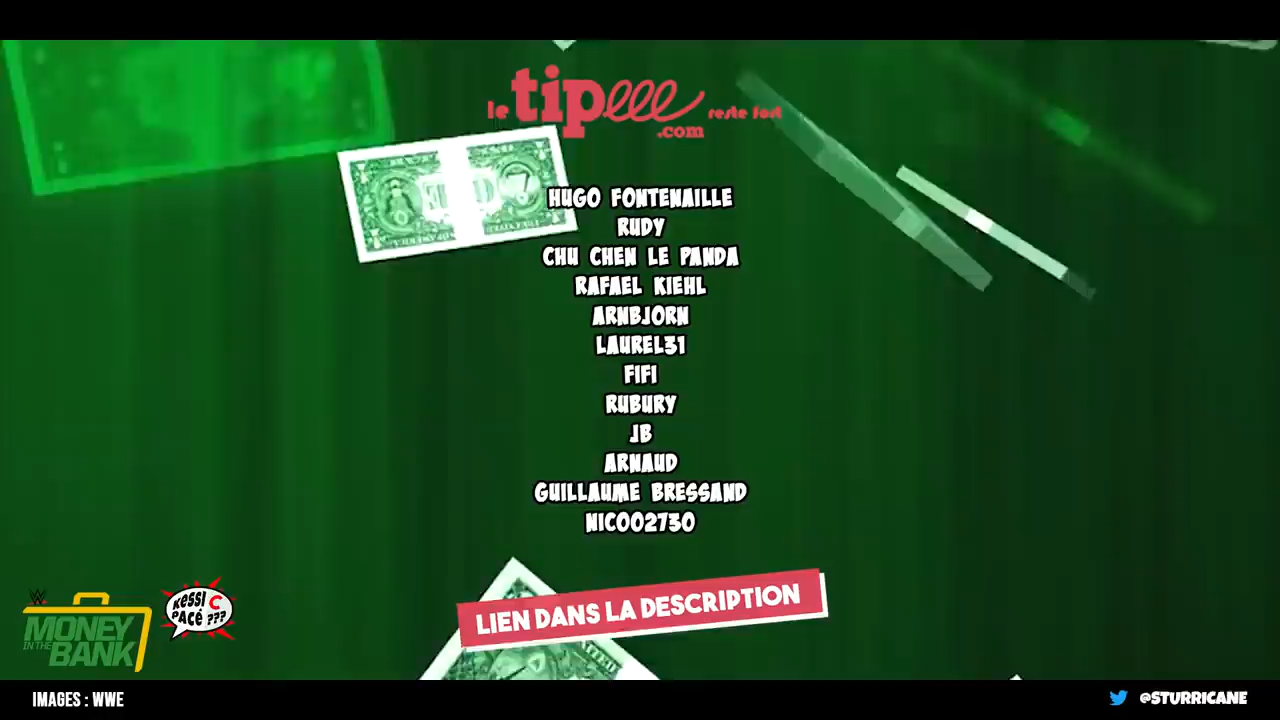 le tipeee reste fort
.com
HUGO FONTENAILLE
RUDY
CHU CHEN LE PANDA
RAFAEL KIEHL
ARNBJORN
LAUREL31
FIFI
RUBURY
JB
ARNAUD
GUILLAUME BRESSAND
NICO02730
LIEN DANS LA DESCRIPTION
W
MONEY
IN THE BANK
KESSI C
PACÉ ???
IMAGES : WWE
@STURRICANE